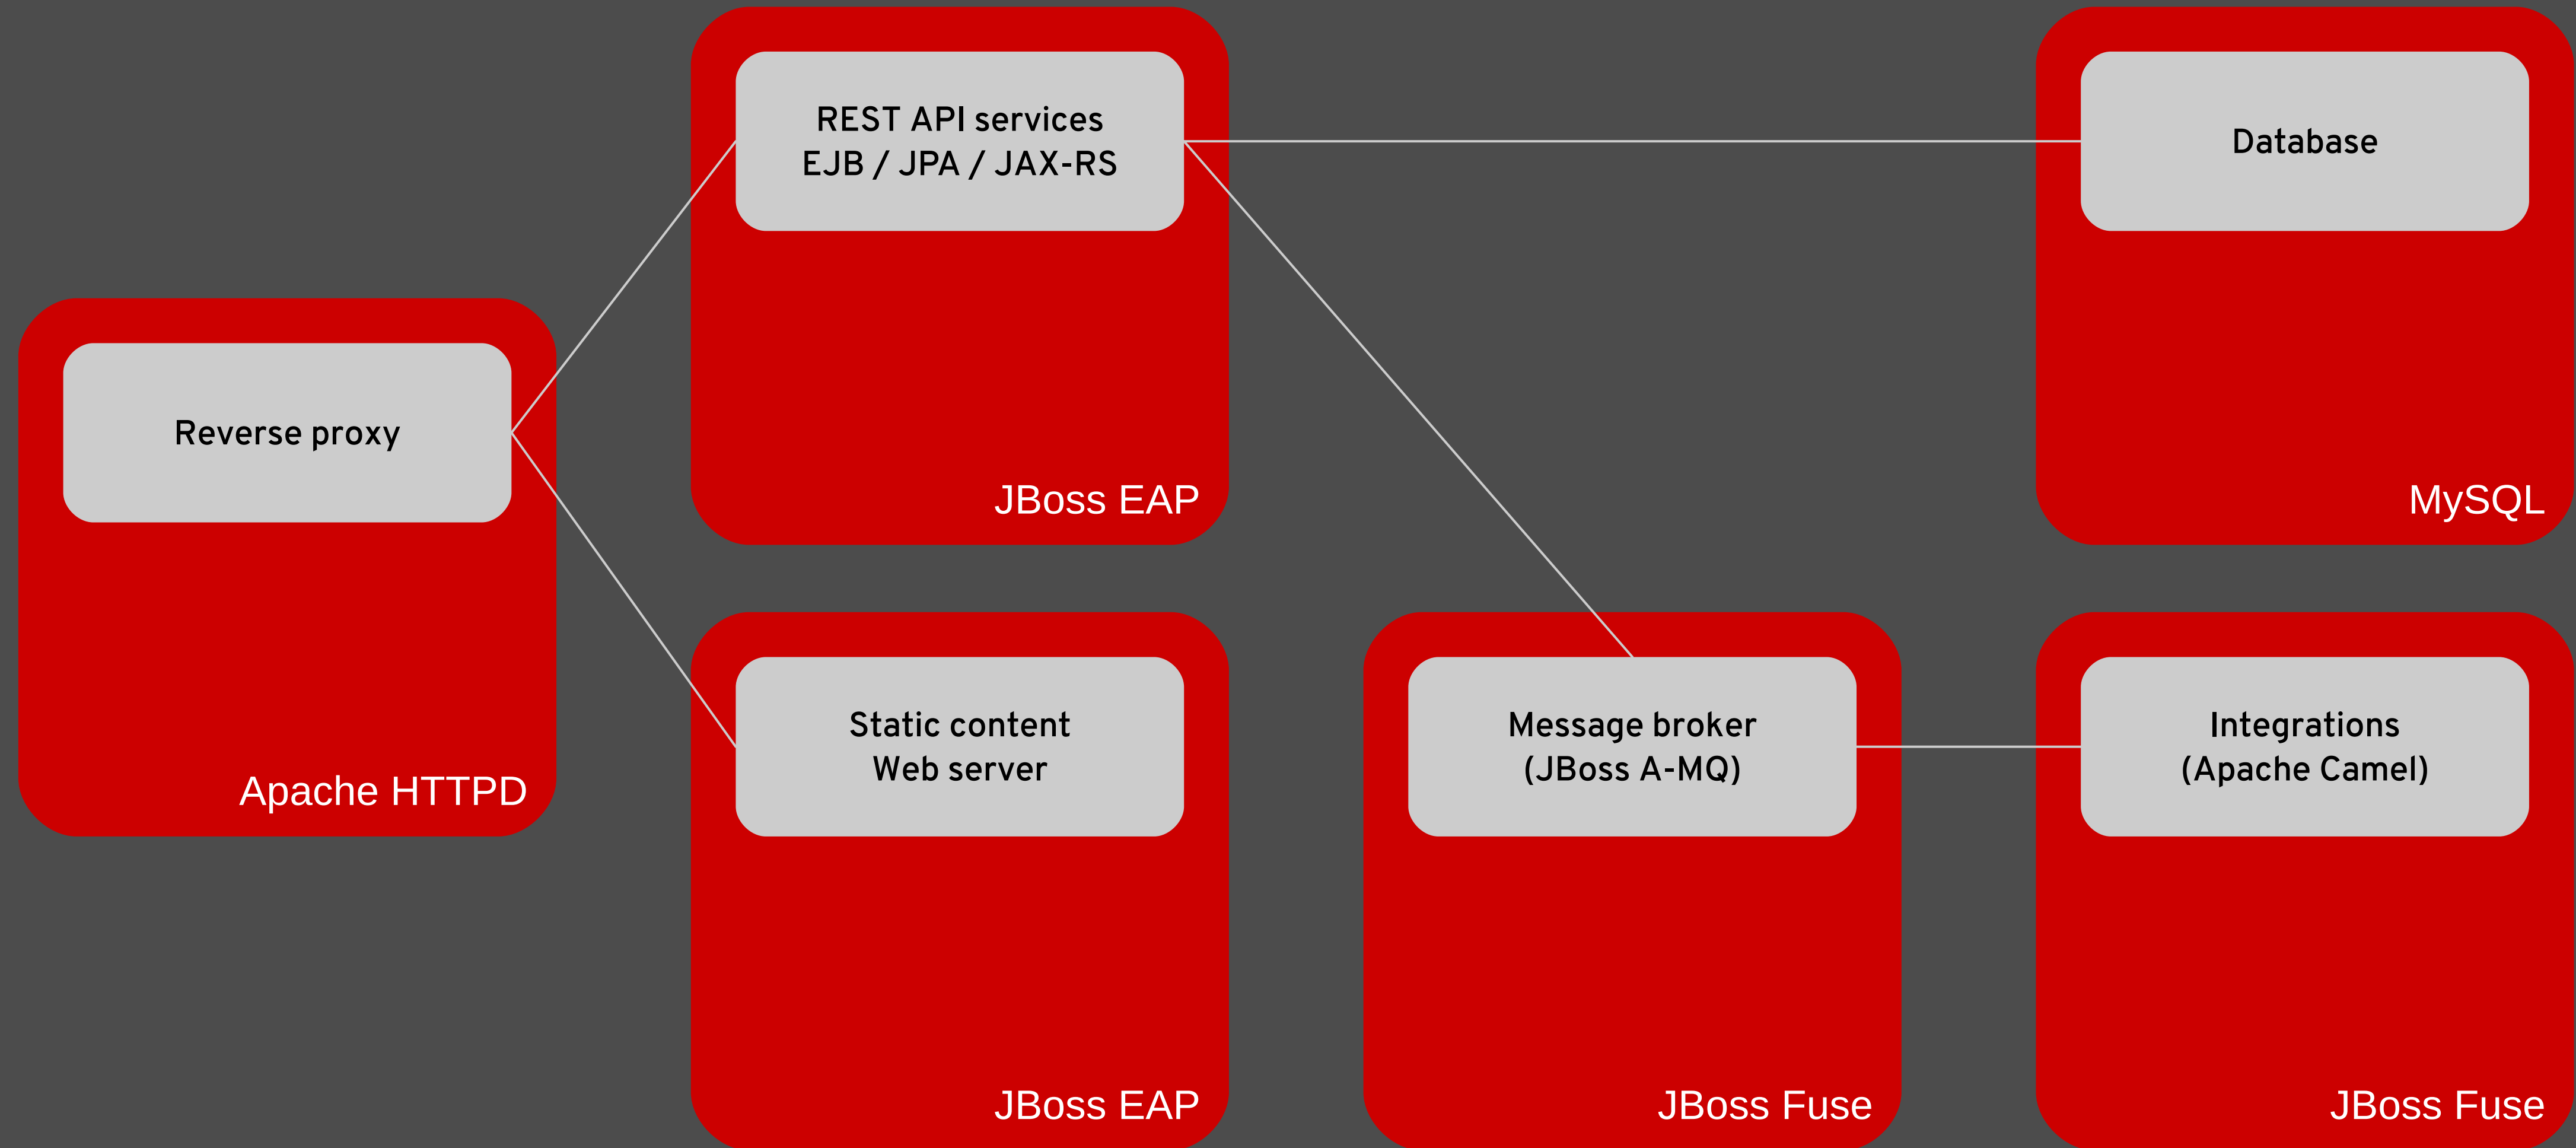 REST API services
EJB / JPA / JAX-RS
JBoss EAP
Database
MySQL
Reverse proxy
Apache HTTPD
Static content
Web server
JBoss EAP
Message broker
(JBoss A-MQ)
JBoss Fuse
Integrations
(Apache Camel)
JBoss Fuse